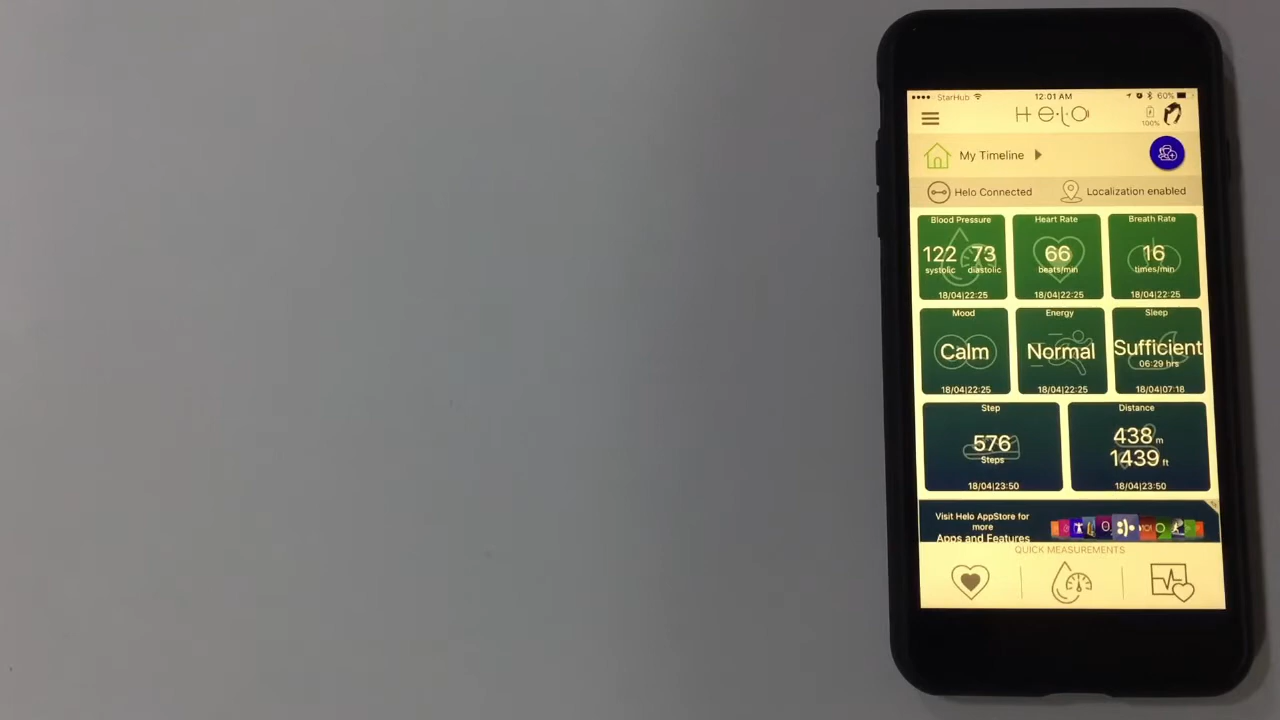 StarHub 12:01 AM 60%
Helo
100%
My Timeline
Helo Connected Localization enabled
Blood Pressure Heart Rate Breath Rate
122 73 66 16
systolic diastolic beats/min times/min
18/04|22:25 18/04|22:25 18/04|22:25
Mood Energy Sleep
Calm Normal Sufficient
06:29 hrs
18/04|22:25 18/04|22:25 18/04|07:18
Step Distance
576 438 m
Steps 1439 ft
18/04|23:50 18/04|23:50
Visit Helo AppStore for
more
Apps and Features
QUICK MEASUREMENTS